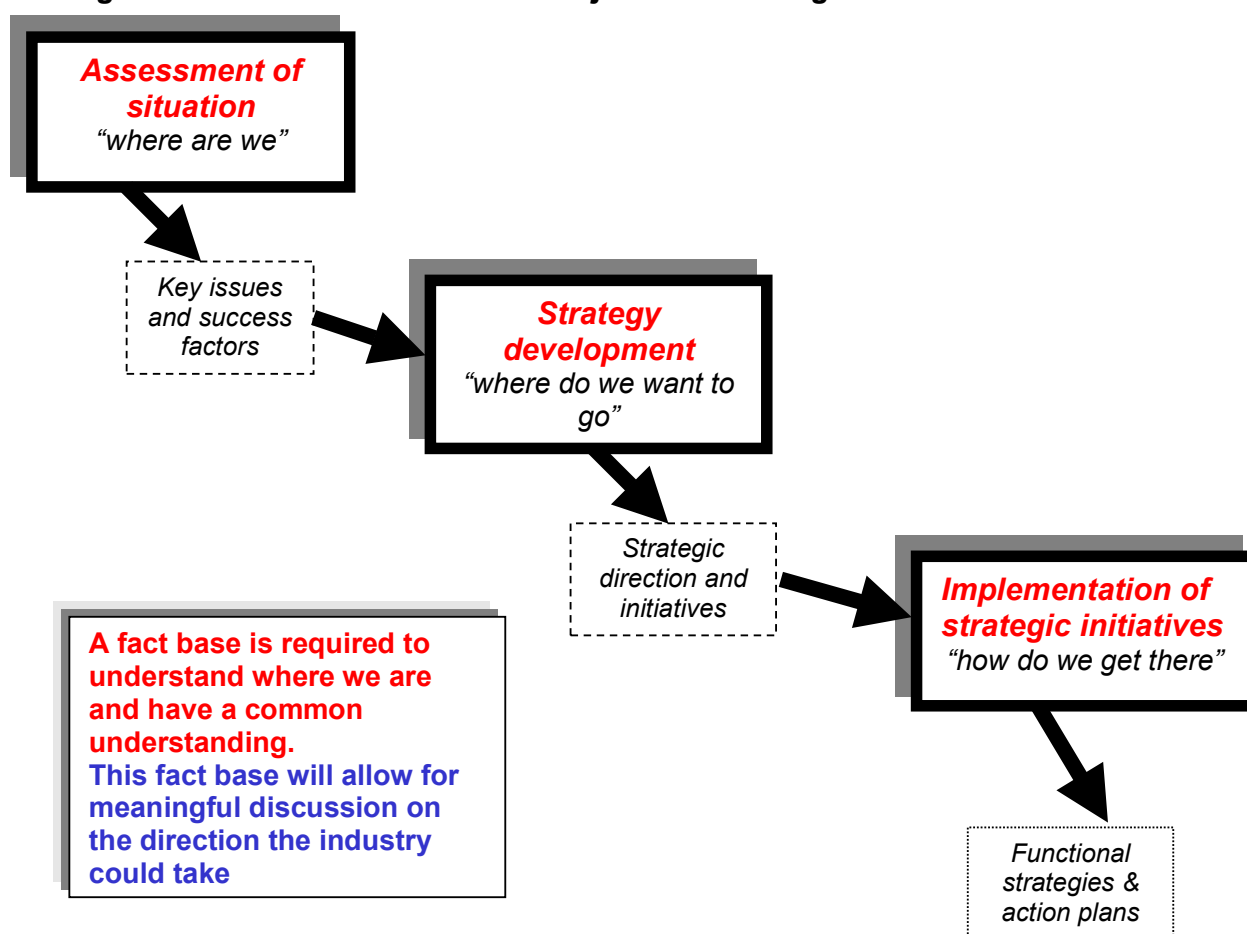 Assessment of
situation
“where are we”
Key issues
and success
factors
Strategy
development
“where do we want to
go”
Strategic
direction and
initiatives
Implementation of
strategic initiatives
“how do we get there”
A fact base is required to
understand where we are
and have a common
understanding.
This fact base will allow for
meaningful discussion on
the direction the industry
could take
Functional
strategies &
action plans